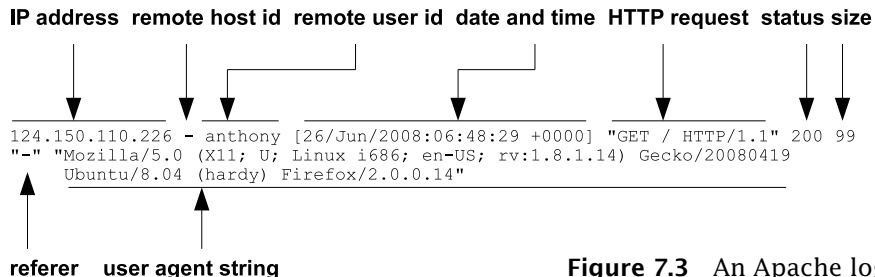 IP address remote host id remote user id date and time HTTP request status size
124.150.110.226 - anthony [26/Jun/2008:06:48:29 +0000] "GET / HTTP/1.1" 200 99
"-" "Mozilla/5.0 (X11; U; Linux i686; en-US; rv:1.8.1.14) Gecko/20080419
Ubuntu/8.04 (hardy) Firefox/2.0.0.14"
referer user agent string
Figure 7.3 An Apache lo